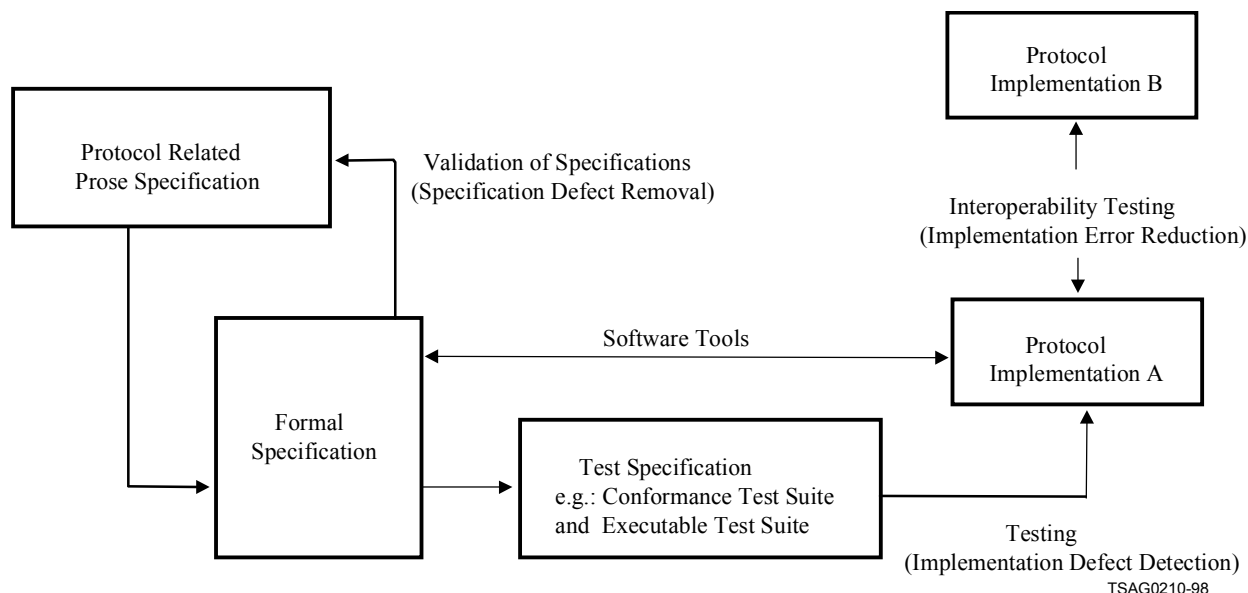 Protocol
Implementation B
Protocol Related
Prose Specification
Validation of Specifications
(Specification Defect Removal)
Interoperability Testing
(Implementation Error Reduction)
Software Tools
Protocol
Implementation A
Formal
Specification
Test Specification
e.g.: Conformance Test Suite
and Executable Test Suite
Testing
(Implementation Defect Detection)
TSAG0210-98